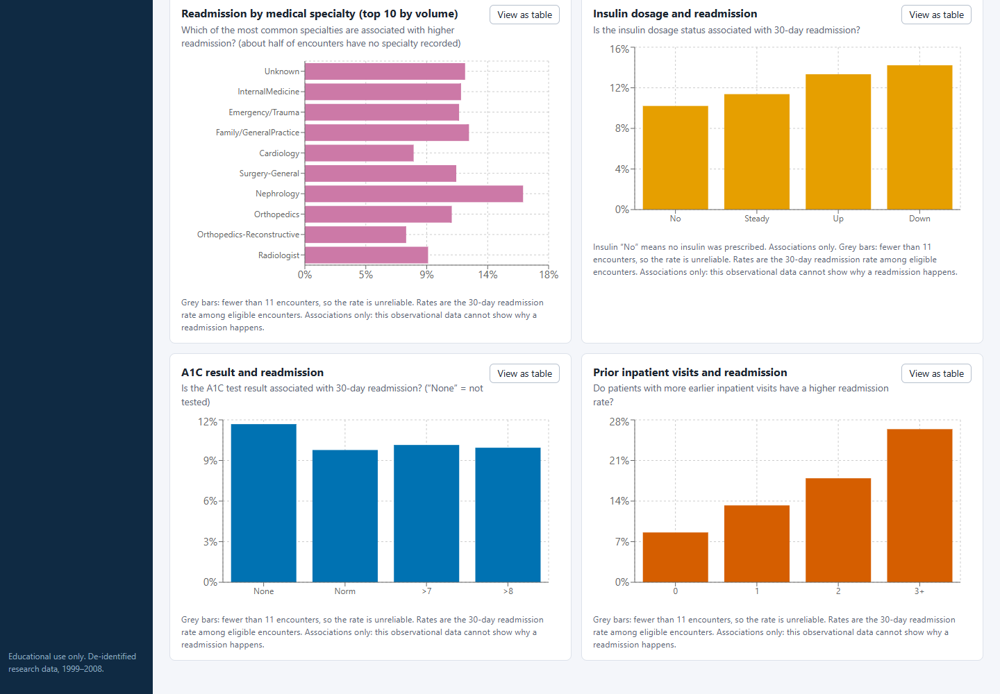 Readmission by medical specialty (top 10 by volume)
View as table
Which of the most common specialties are associated with higher
readmission? (about half of encounters have no specialty recorded)
Unknown
InternalMedicine
Emergency/Trauma
Family/GeneralPractice
Cardiology
Surgery-General
Nephrology
Orthopedics
Orthopedics-Reconstructive
Radiologist
0% 5% 9% 14% 18%
Grey bars: fewer than 11 encounters, so the rate is unreliable. Rates are the 30-day readmission
rate among eligible encounters. Associations only: this observational data cannot show why a
readmission happens.
Insulin dosage and readmission
View as table
Is the insulin dosage status associated with 30-day readmission?
16%
12%
8%
4%
0%
No Steady Up Down
Insulin “No” means no insulin was prescribed. Associations only. Grey bars: fewer than 11
encounters, so the rate is unreliable. Rates are the 30-day readmission rate among eligible
encounters. Associations only: this observational data cannot show why a readmission happens.
A1C result and readmission
View as table
Is the A1C test result associated with 30-day readmission? (“None” = not
tested)
12%
9%
6%
3%
0%
None Norm >7 >8
Grey bars: fewer than 11 encounters, so the rate is unreliable. Rates are the 30-day readmission
rate among eligible encounters. Associations only: this observational data cannot show why a
readmission happens.
Prior inpatient visits and readmission
View as table
Do patients with more earlier inpatient visits have a higher readmission
rate?
28%
21%
14%
7%
0%
0 1 2 3+
Grey bars: fewer than 11 encounters, so the rate is unreliable. Rates are the 30-day readmission
rate among eligible encounters. Associations only: this observational data cannot show why a
readmission happens.
Educational use only. De-identified
research data, 1999–2008.